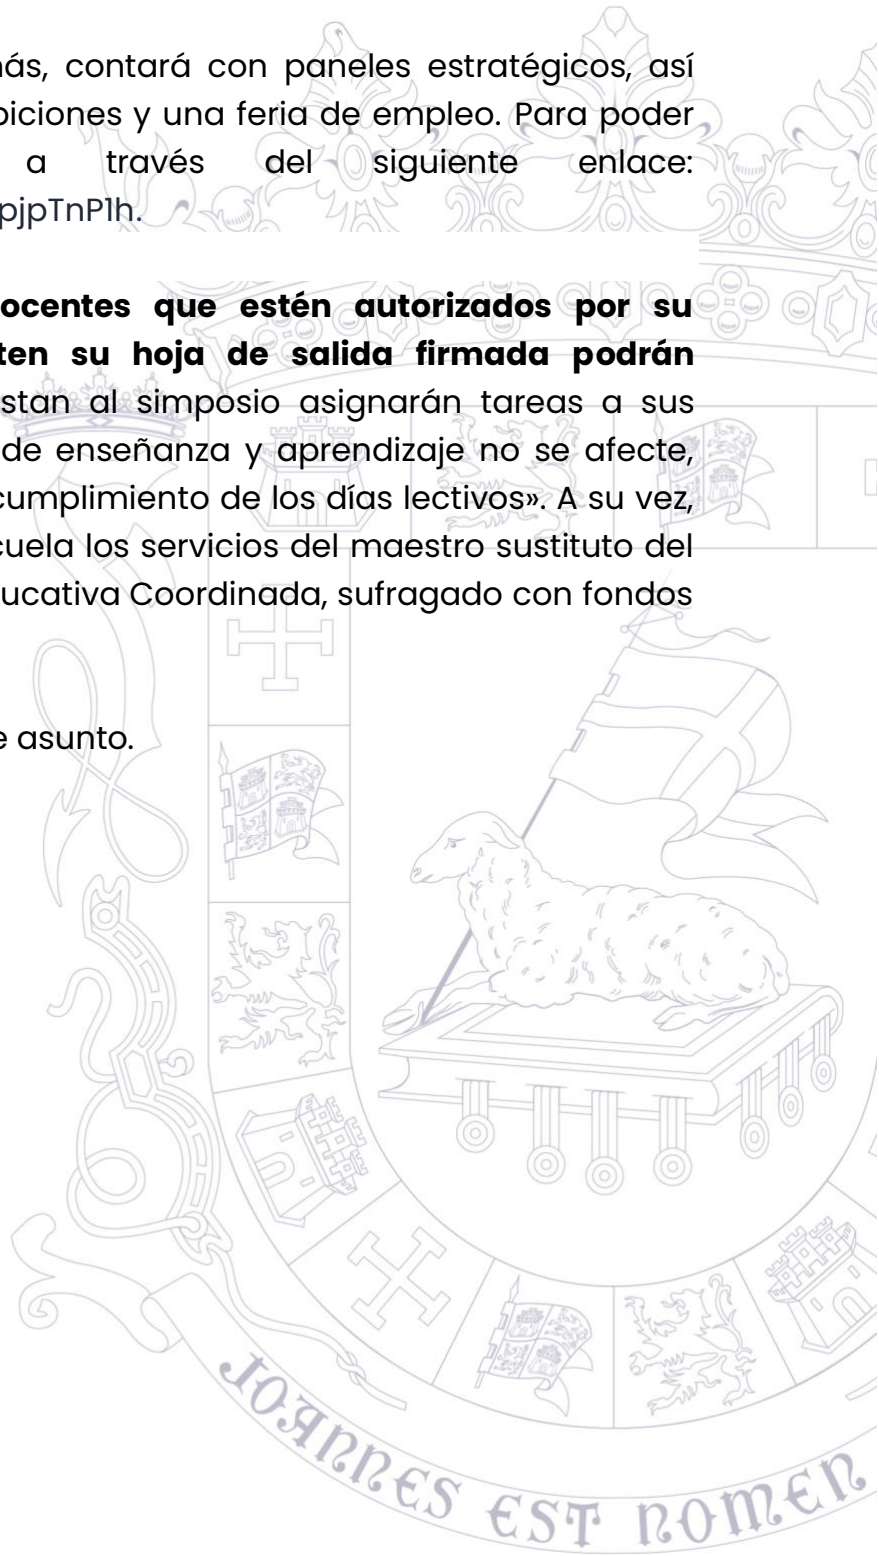 más, contará con paneles estratégicos, así
biciones y una feria de empleo. Para poder
a través del siguiente enlace:
pjpTnP1h.
ocentes que estén autorizados por su
ten su hoja de salida firmada podrán
stan al simposio asignarán tareas a sus
de enseñanza y aprendizaje no se afecte,
cumplimiento de los días lectivos». A su vez,
cuela los servicios del maestro sustituto del
ucativa Coordinada, sufragado con fondos
e asunto.
JOANNES EST NOMEN